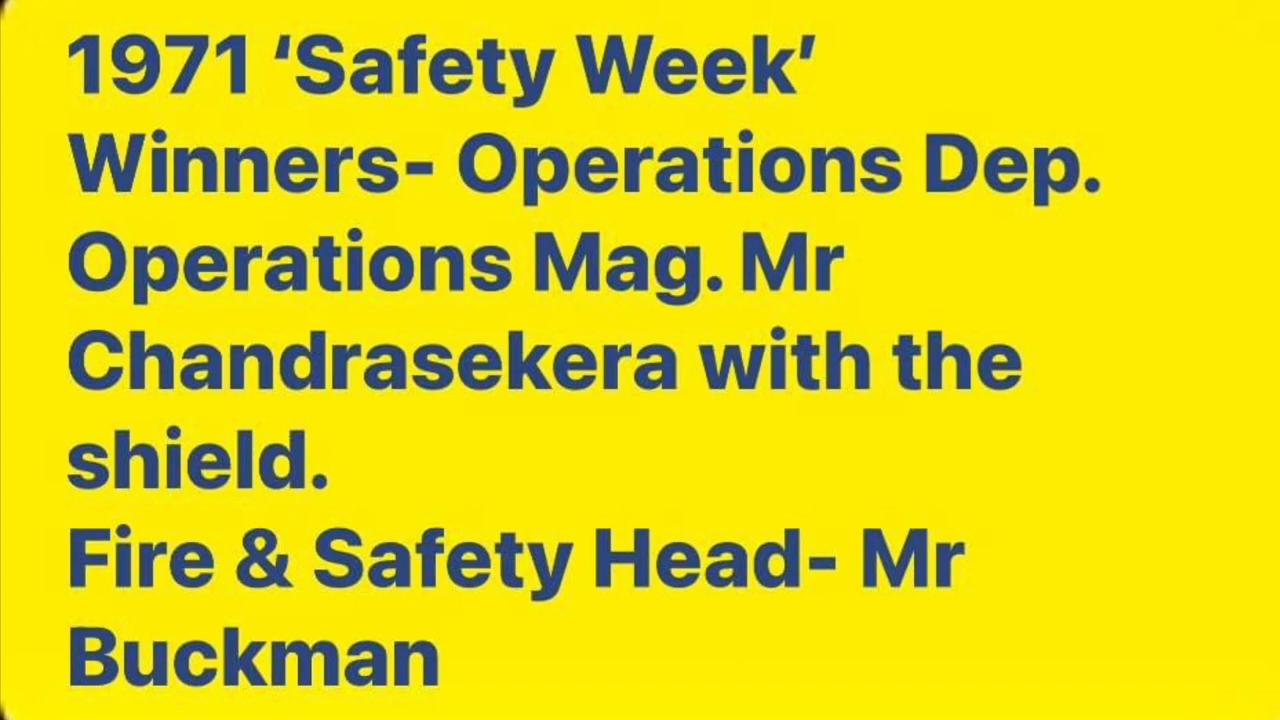 1971 ‘Safety Week’
Winners- Operations Dep.
Operations Mag. Mr
Chandrasekera with the
shield.
Fire & Safety Head- Mr
Buckman